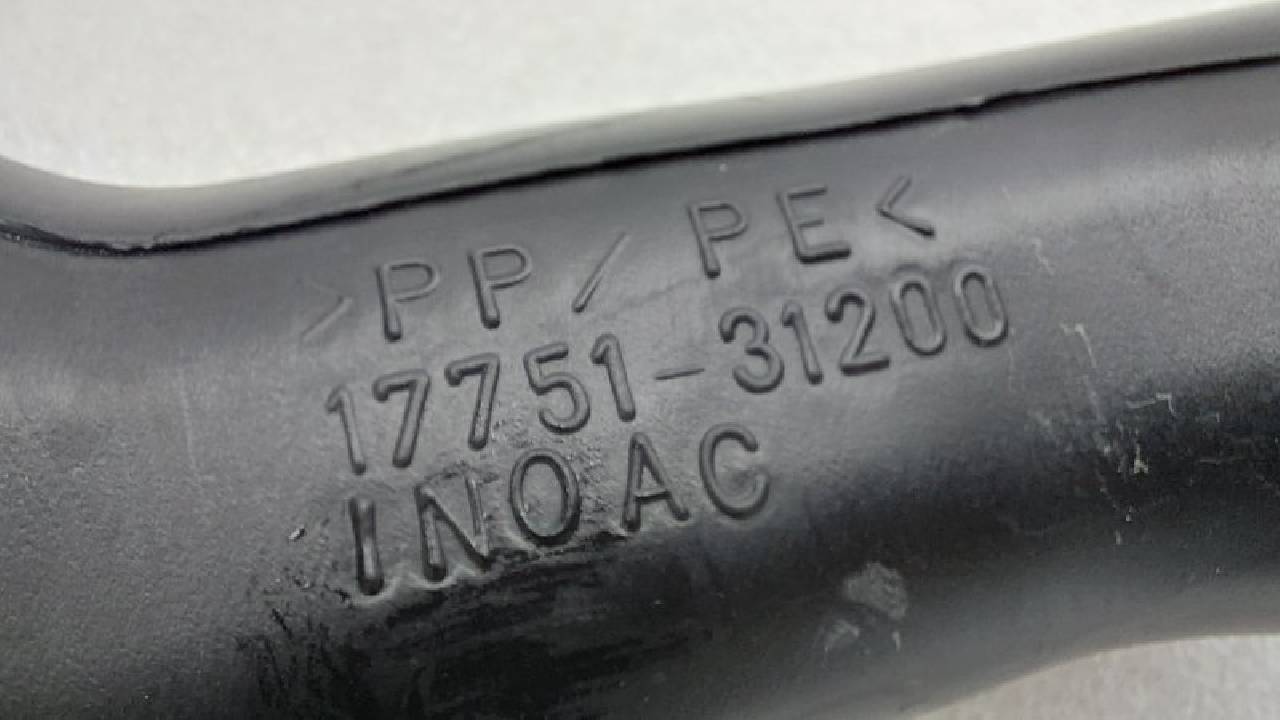 >PP/ PE<
17751-31200
INOAC